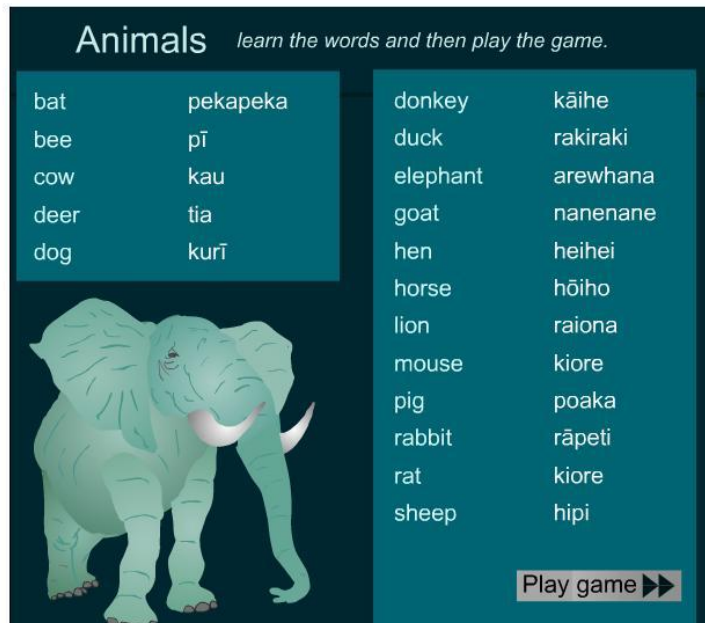 Animals learn the words and then play the game.
bat pekapeka
bee pī
cow kau
deer tia
dog kurī
donkey kāihe
duck rakiraki
elephant arewhana
goat nanenane
hen heihei
horse hōiho
lion raiona
mouse kiore
pig poaka
rabbit rāpeti
rat kiore
sheep hipi
Play game